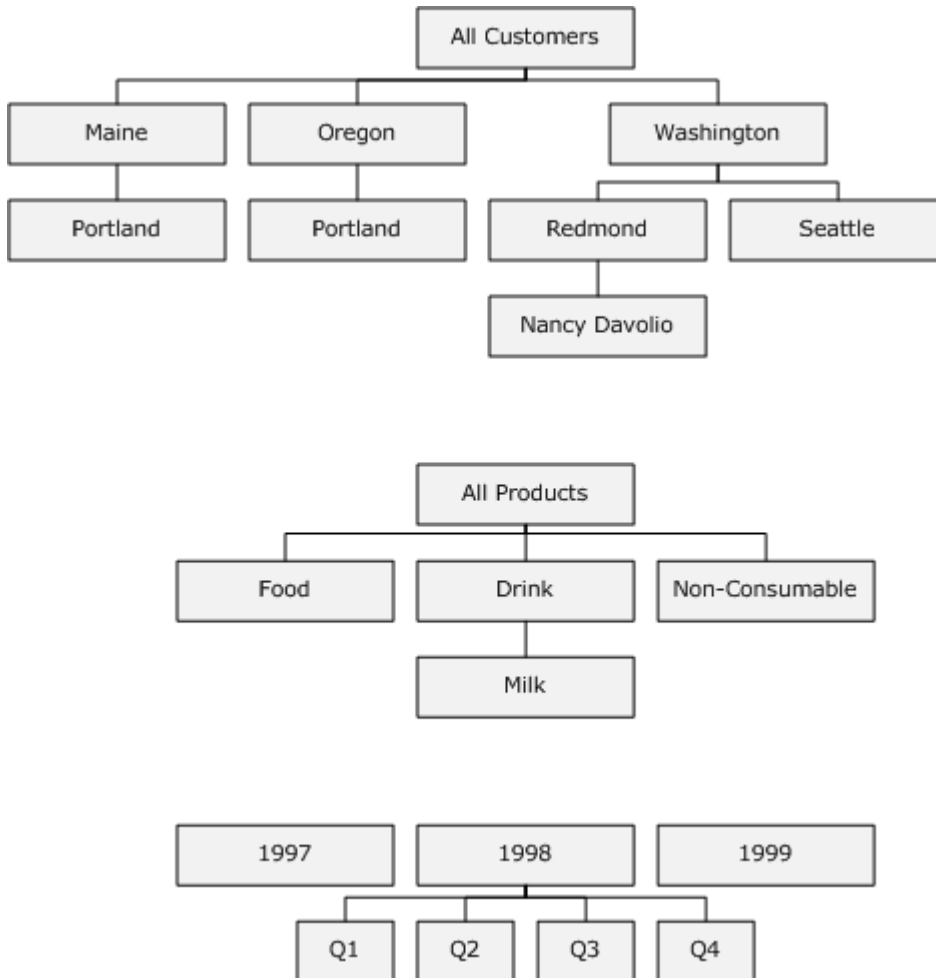 All Customers
Maine
Oregon
Washington
Portland
Portland
Redmond
Seattle
Nancy Davolio
All Products
Food
Drink
Non-Consumable
Milk
1997
1998
1999
Q1
Q2
Q3
Q4